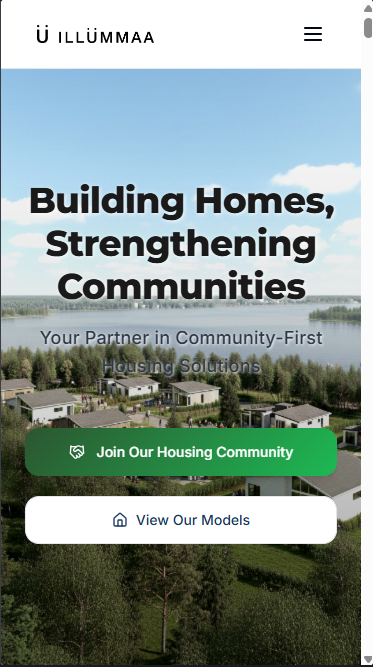 Ü ILLÜMMAA
Building Homes,
Strengthening
Communities
Your Partner in Community-First
Housing Solutions
Join Our Housing Community
View Our Models